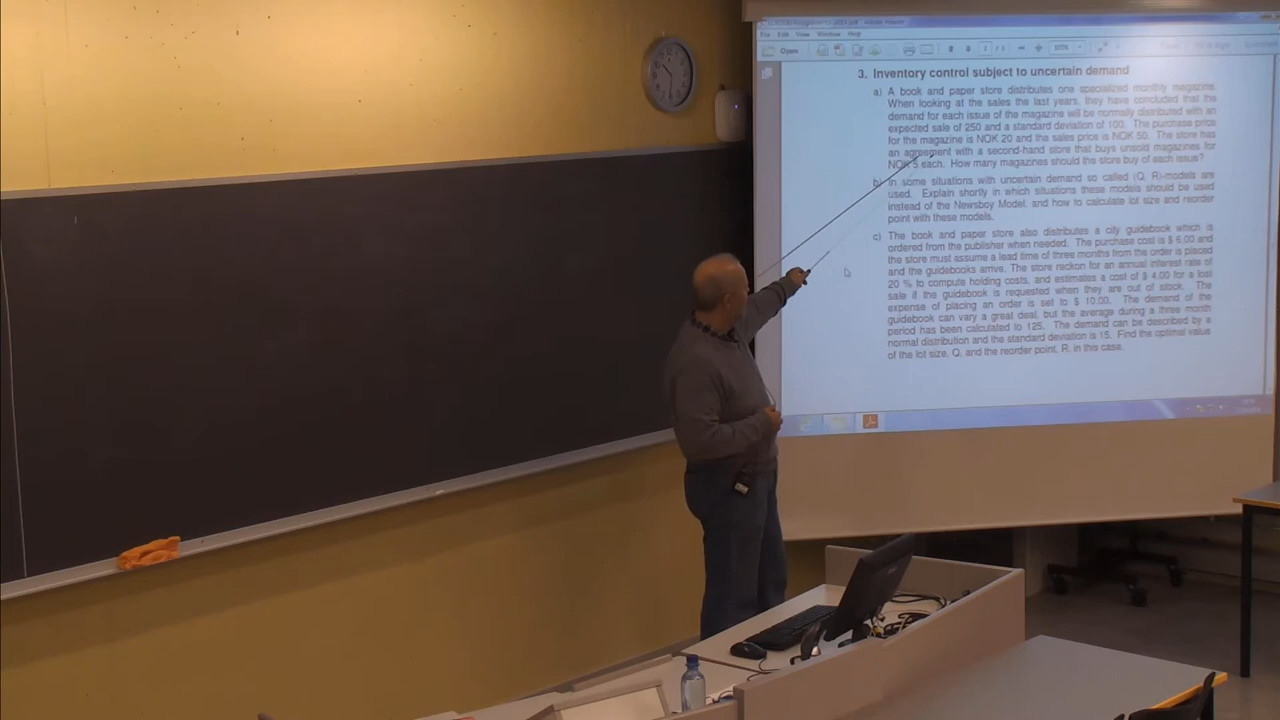 File Edit View Window Help
Open
3. Inventory control subject to uncertain demand
a) A book and paper store distributes one specialized monthly magazine.
When looking at the sales the last years, they have concluded that the
demand for each issue of the magazine will be normally distributed with an
expected sale of 250 and a standard deviation of 100. The purchase price
for the magazine is NOK 20 and the sales price is NOK 50. The store has
an agreement with a second-hand store that buys unsold magazines for
NOK 5 each. How many magazines should the store buy of each issue?
b) In some situations with uncertain demand so called (Q, R)-models are
used. Explain shortly in which situations these models should be used
instead of the Newsboy Model, and how to calculate lot size and reorder
point with these models.
c) The book and paper store also distributes a city guidebook which is
ordered from the publisher when needed. The purchase cost is $ 6.00 and
the store must assume a lead time of three months from the order is placed
and the guidebooks arrive. The store reckon for an annual interest rate of
20 % to compute holding costs, and estimates a cost of $ 4.00 for a lost
sale if the guidebook is requested when they are out of stock. The
expense of placing an order is set to $ 10.00. The demand of the
guidebook can vary a great deal, but the average during a three month
period has been calculated to 125. The demand can be described by a
normal distribution and the standard deviation is 15. Find the optimal value
of the lot size, Q, and the reorder point, R, in this case.